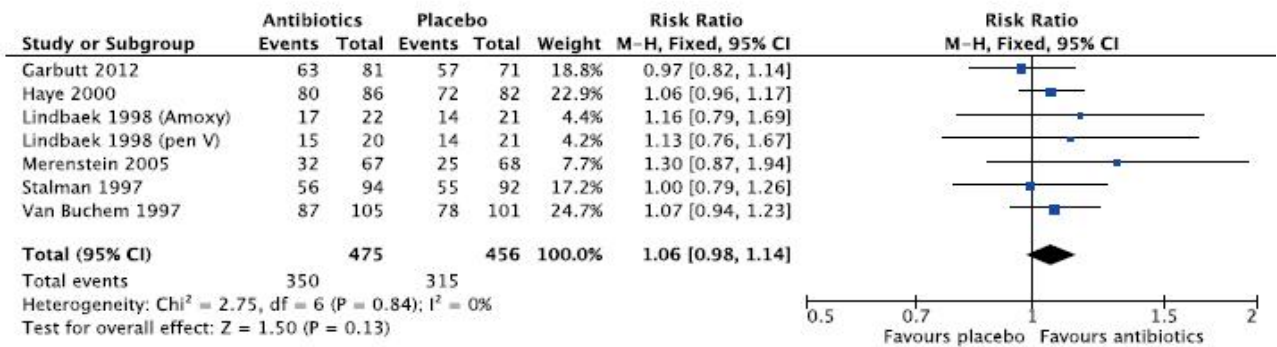 Antibiotics Placebo Risk Ratio Risk Ratio
Study or Subgroup Events Total Events Total Weight M-H, Fixed, 95% CI M-H, Fixed, 95% CI
Garbutt 2012 63 81 57 71 18.8% 0.97 [0.82, 1.14]
Haye 2000 80 86 72 82 22.9% 1.06 [0.96, 1.17]
Lindbaek 1998 (Amoxy) 17 22 14 21 4.4% 1.16 [0.79, 1.69]
Lindbaek 1998 (pen V) 15 20 14 21 4.2% 1.13 [0.76, 1.67]
Merenstein 2005 32 67 25 68 7.7% 1.30 [0.87, 1.94]
Stalman 1997 56 94 55 92 17.2% 1.00 [0.79, 1.26]
Van Buchem 1997 87 105 78 101 24.7% 1.07 [0.94, 1.23]
Total (95% CI) 475 456 100.0% 1.06 [0.98, 1.14]
Total events 350 315
Heterogeneity: Chi² = 2.75, df = 6 (P = 0.84); I² = 0%
Test for overall effect: Z = 1.50 (P = 0.13)
0.5 0.7 1 1.5 2
Favours placebo Favours antibiotics